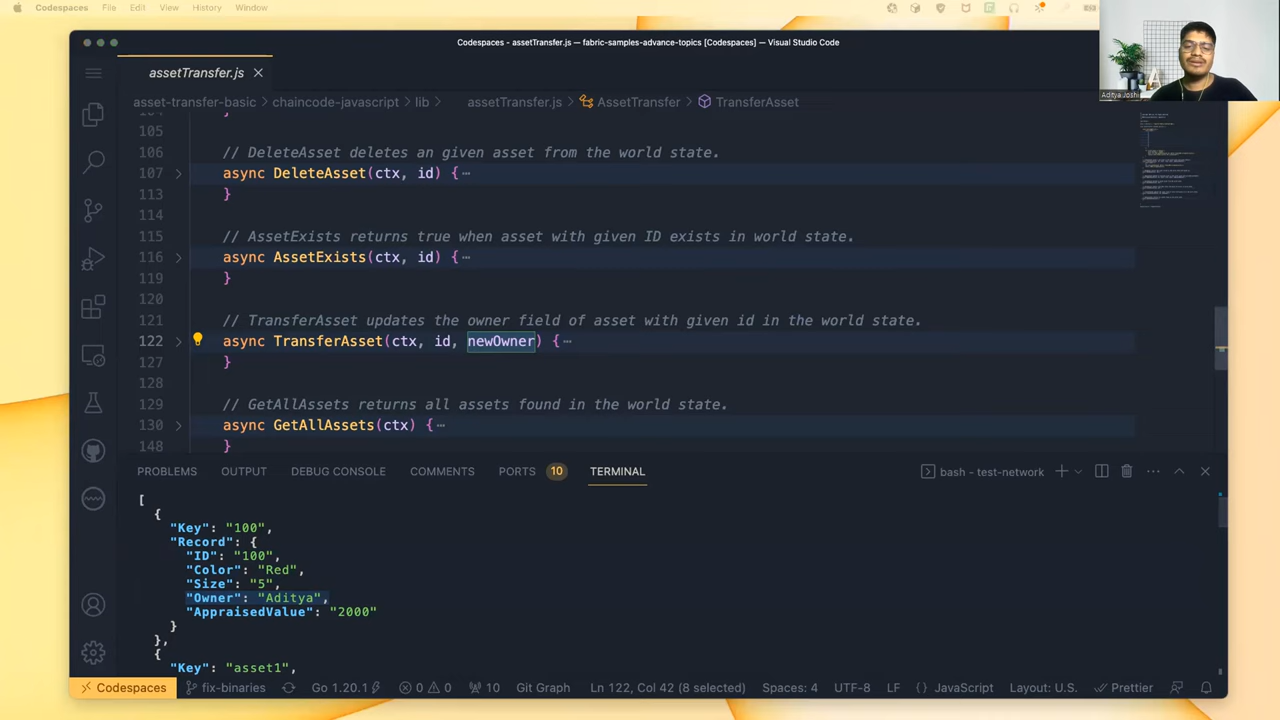 Codespaces File Edit View History Window
Codespaces - assetTransfer.js — fabric-samples-advance-topics [Codespaces] — Visual Studio Code
Aditya Joshi
assetTransfer.js
asset-transfer-basic > chaincode-javascript > lib > assetTransfer.js > AssetTransfer > TransferAsset
105
106 // DeleteAsset deletes an given asset from the world state.
107 async DeleteAsset(ctx, id) {⋯
113 }
114
115 // AssetExists returns true when asset with given ID exists in world state.
116 async AssetExists(ctx, id) {⋯
119 }
120
121 // TransferAsset updates the owner field of asset with given id in the world state.
122 async TransferAsset(ctx, id, newOwner) {⋯
127 }
128
129 // GetAllAssets returns all assets found in the world state.
130 async GetAllAssets(ctx) {⋯
148 }
PROBLEMS OUTPUT DEBUG CONSOLE COMMENTS PORTS 10 TERMINAL bash - test-network
[
{
"Key": "100",
"Record": {
"ID": "100",
"Color": "Red",
"Size": "5",
"Owner": "Aditya",
"AppraisedValue": "2000"
}
},
{
"Key": "asset1",
Codespaces fix-binaries Go 1.20.1 0 0 10 Git Graph Ln 122, Col 42 (8 selected) Spaces: 4 UTF-8 LF {} JavaScript Layout: U.S. Prettier